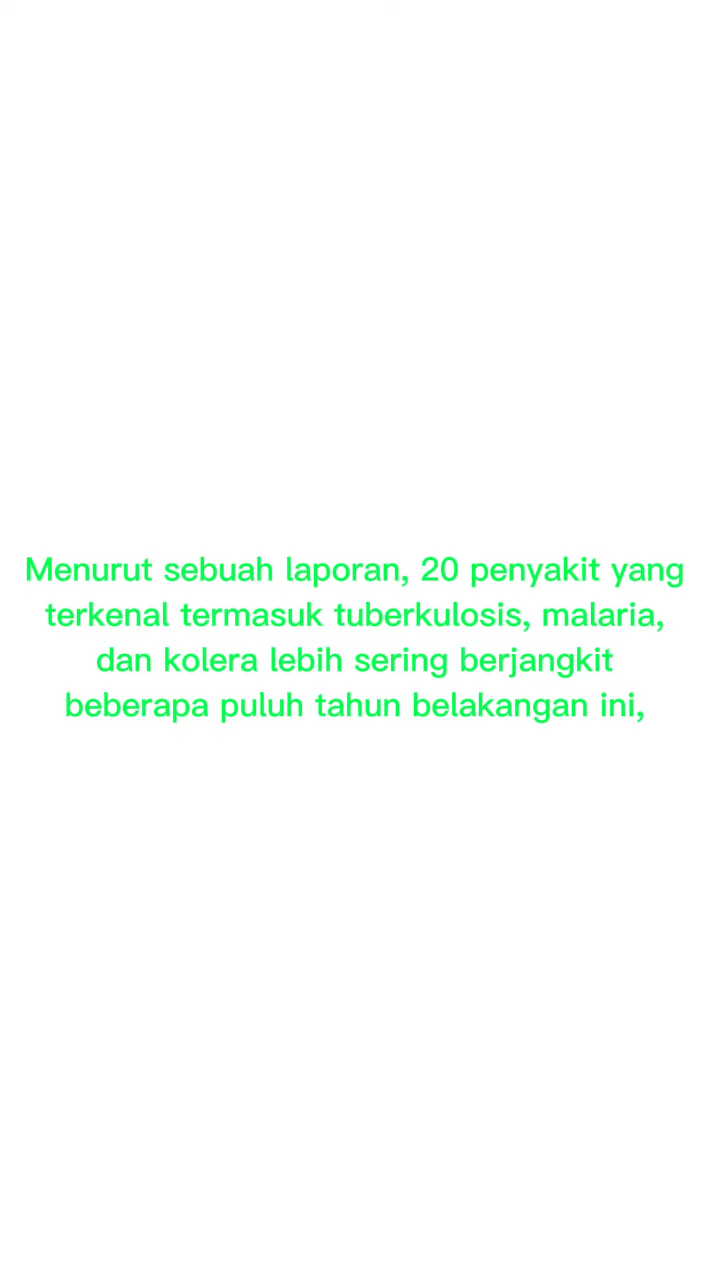 Menurut sebuah laporan, 20 penyakit yang
terkenal termasuk tuberkulosis, malaria,
dan kolera lebih sering berjangkit
beberapa puluh tahun belakangan ini,